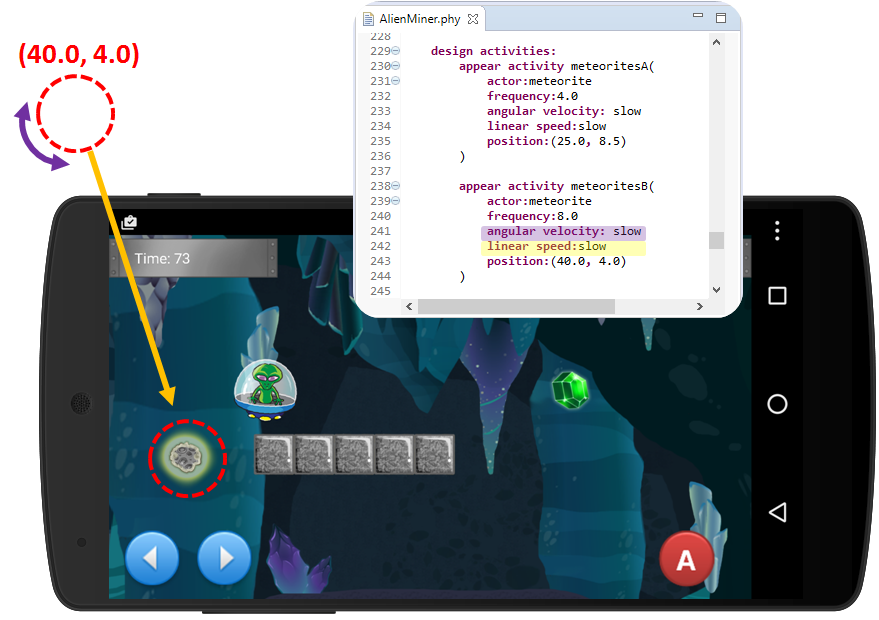 AlienMiner.phy
(40.0, 4.0)
228
229 design activities:
230 appear activity meteoritesA(
231 actor:meteorite
232 frequency:4.0
233 angular velocity: slow
234 linear speed:slow
235 position:(25.0, 8.5)
236 )
237
238 appear activity meteoritesB(
239 actor:meteorite
240 frequency:8.0
241 angular velocity: slow
242 linear speed:slow
243 position:(40.0, 4.0)
244 )
245
Time: 73
A